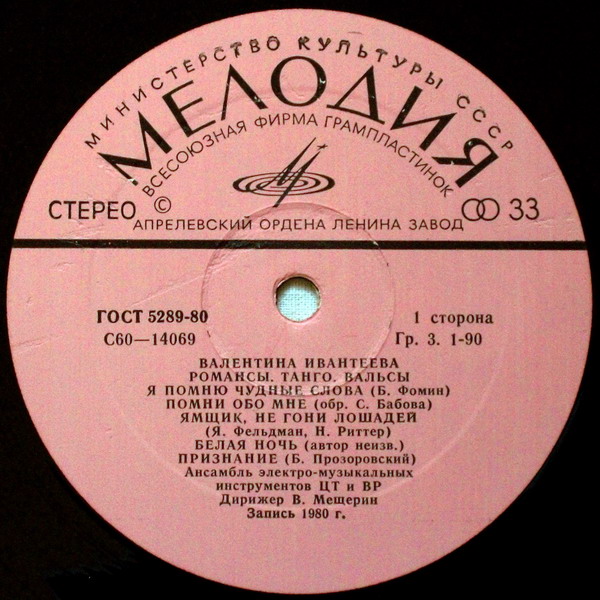 МИНИСТЕРСТВО КУЛЬТУРЫ СССР
МЕЛОДИЯ
ВСЕСОЮЗНАЯ ФИРМА ГРАМПЛАСТИНОК
СТЕРЕО © 33
АПРЕЛЕВСКИЙ ОРДЕНА ЛЕНИНА ЗАВОД
ГОСТ 5289-80 1 сторона
С60—14069 Гр. 3. 1-90
ВАЛЕНТИНА ИВАНТЕЕВА
РОМАНСЫ. ТАНГО. ВАЛЬСЫ
Я ПОМНЮ ЧУДНЫЕ СЛОВА (Б. Фомин)
ПОМНИ ОБО МНЕ (обр. С. Бабова)
ЯМЩИК, НЕ ГОНИ ЛОШАДЕЙ
(Я. Фельдман, Н. Риттер)
БЕЛАЯ НОЧЬ (автор неизв.)
ПРИЗНАНИЕ (Б. Прозоровский)
Ансамбль электро-музыкальных
инструментов ЦТ и ВР
Дирижер В. Мещерин
Запись 1980 г.